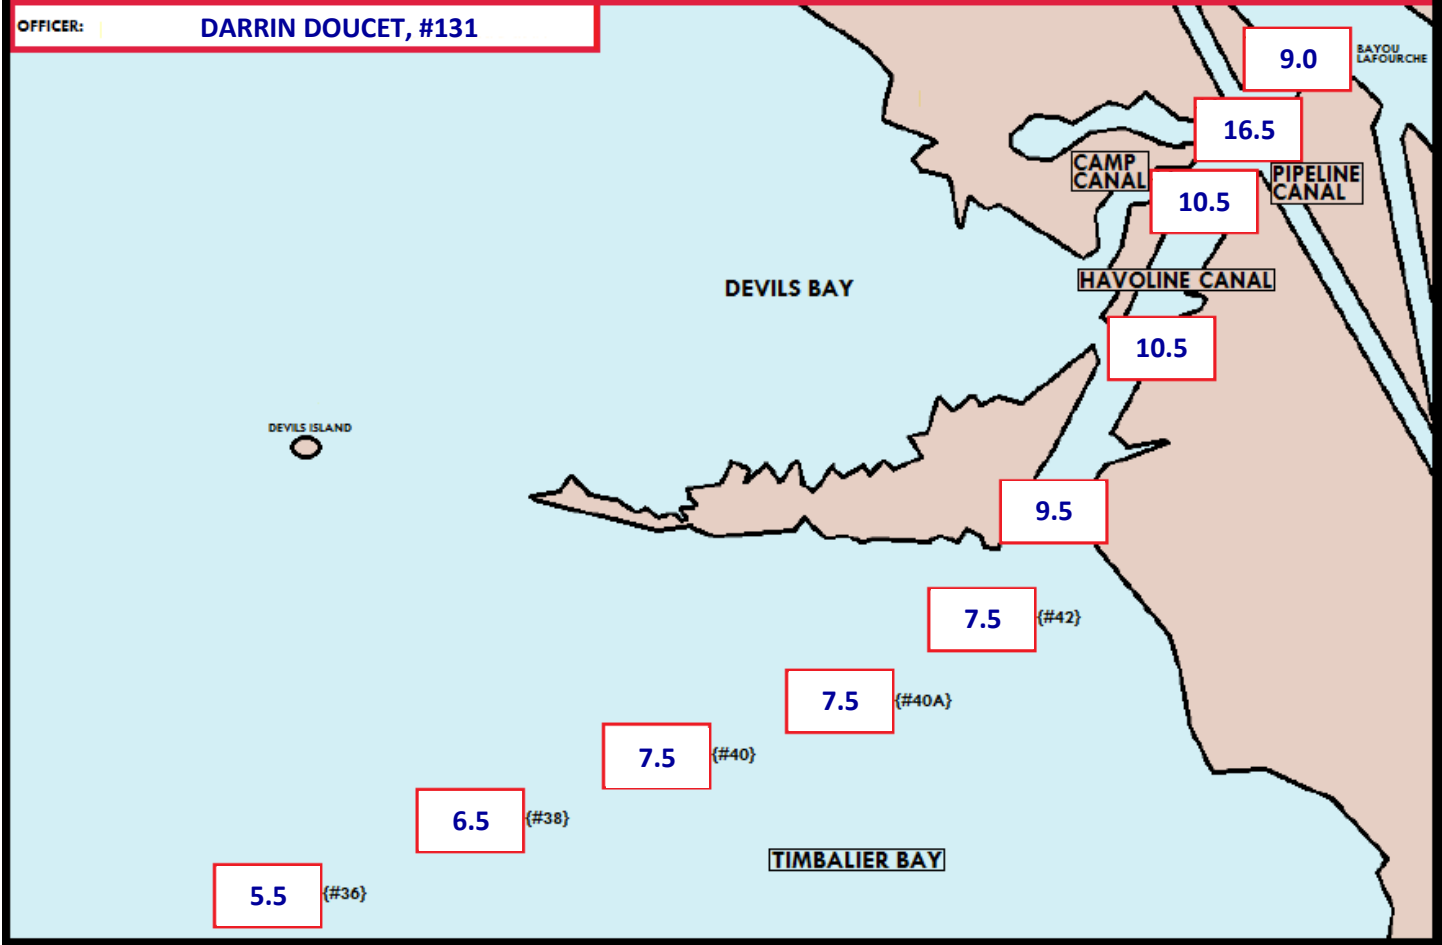 OFFICER: DARRIN DOUCET, #131
9.0
BAYOU
LAFOURCHE
16.5
CAMP
CANAL
PIPELINE
CANAL
10.5
HAVOLINE CANAL
DEVILS BAY
10.5
DEVILS ISLAND
9.5
7.5 {#42}
7.5 {#40A}
7.5 {#40}
6.5 {#38}
TIMBALIER BAY
5.5 {#36}